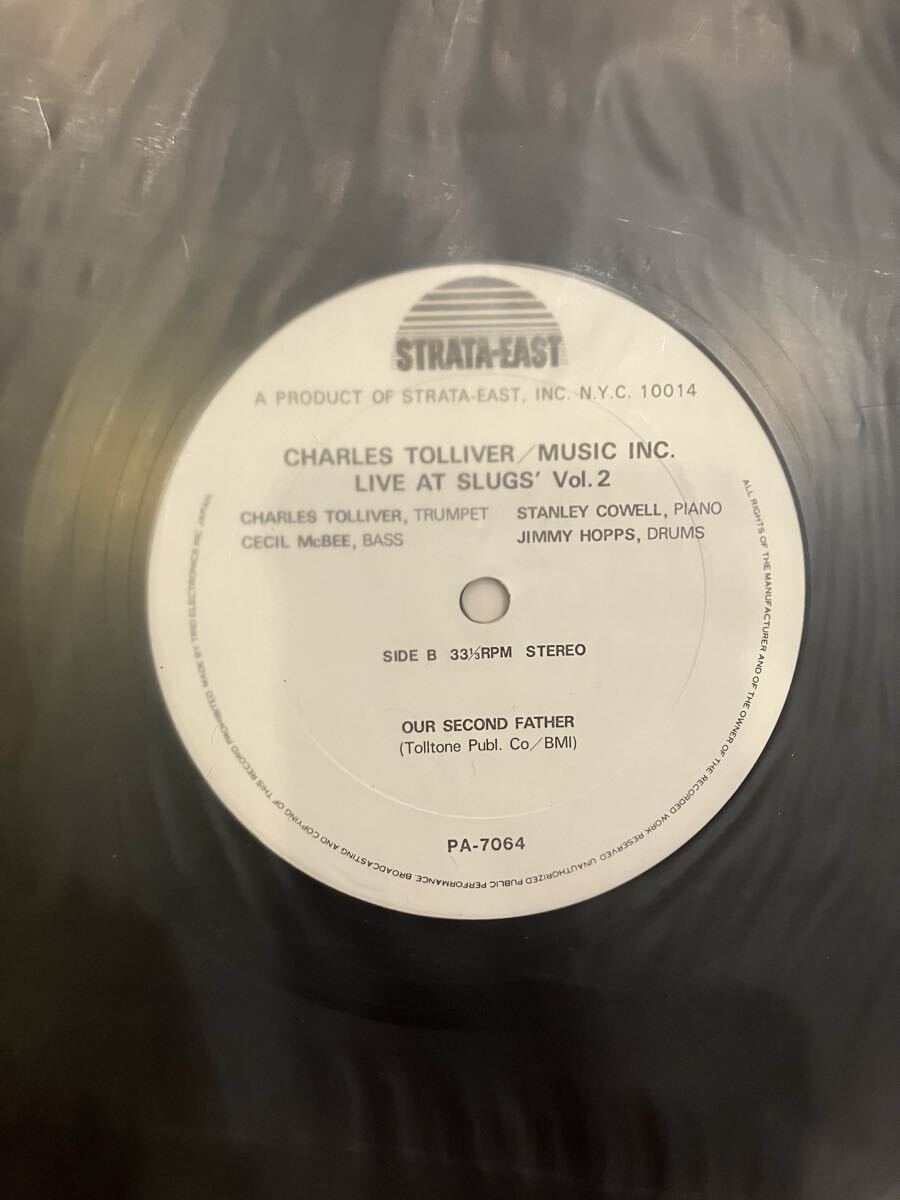 STRATA-EAST
A PRODUCT OF STRATA-EAST, INC. N.Y.C. 10014
CHARLES TOLLIVER/MUSIC INC.
LIVE AT SLUGS' Vol. 2
CHARLES TOLLIVER, TRUMPET STANLEY COWELL, PIANO
CECIL McBEE, BASS JIMMY HOPPS, DRUMS
SIDE B 33⅓RPM STEREO
OUR SECOND FATHER
(Tolltone Publ. Co/BMI)
PA-7064
ALL RIGHTS OF THE MANUFACTURER AND OF THE OWNER OF THE RECORDED WORK RESERVED UNAUTHORIZED PUBLIC PERFORMANCE, BROADCASTING AND COPYING OF THIS RECORD PROHIBITED MADE BY TRIO ELECTRONICS INC JAPAN